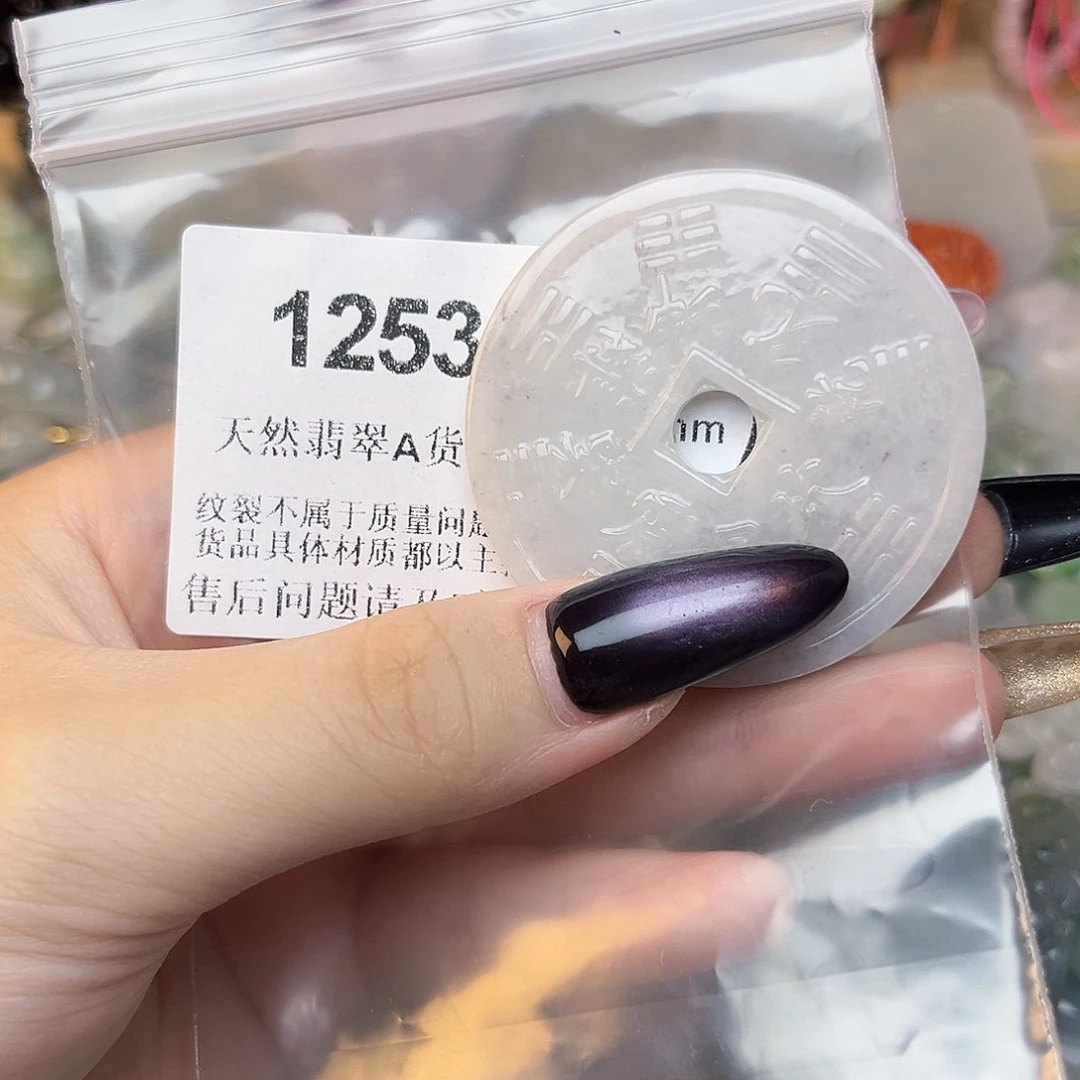 1253
天然翡翠A货
纹裂不属于质量问题
货品具体材质都以主
售后问题请
m